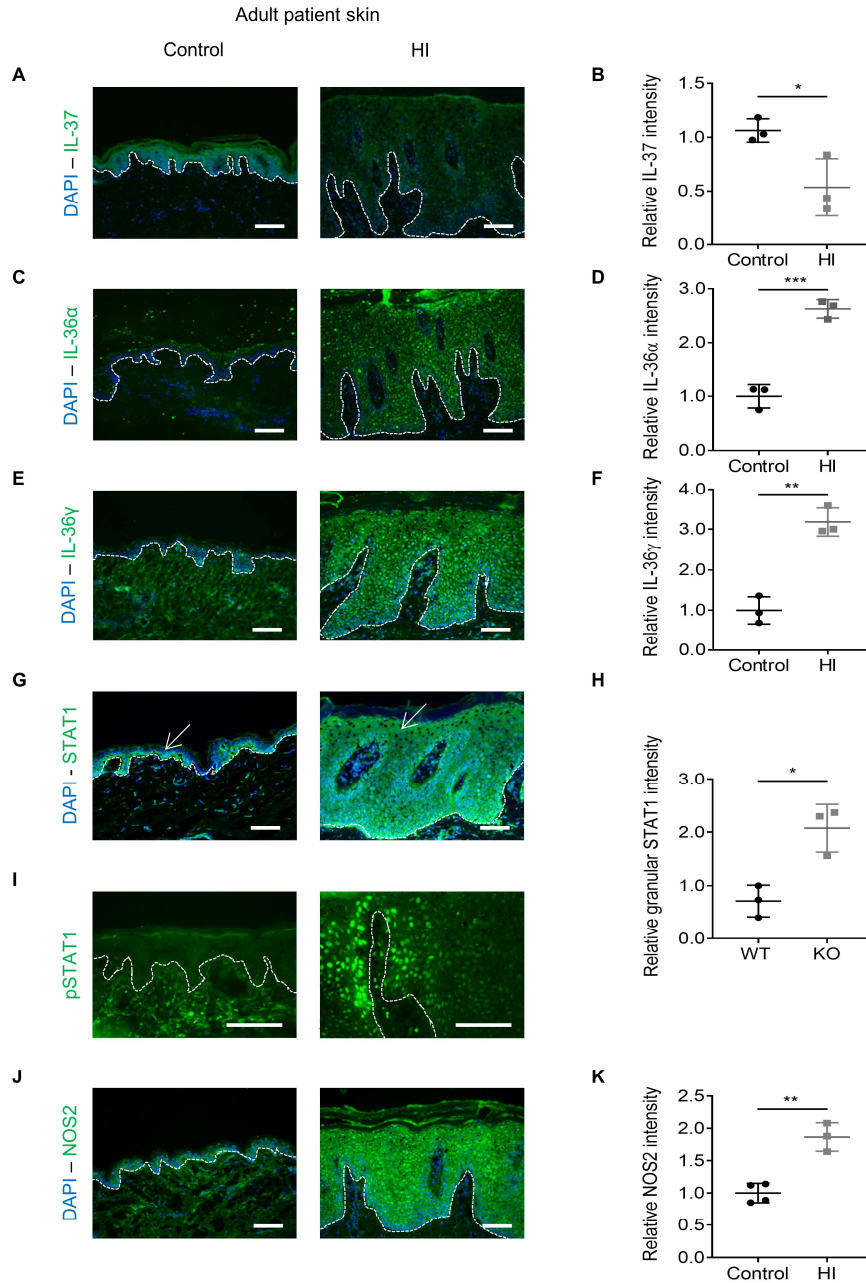 Adult patient skin
Control
HI
A
DAPI – IL-37
B
Relative IL-37 intensity
1.5
1.0
0.5
0.0
*
Control
HI
C
DAPI – IL-36α
D
Relative IL-36α intensity
3.0
2.0
1.0
0.0
***
Control
HI
E
DAPI – IL-36γ
F
Relative IL-36γ intensity
4.0
3.0
2.0
1.0
0.0
**
Control
HI
G
DAPI - STAT1
H
Relative granular STAT1 intensity
3.0
2.0
1.0
0.0
*
WT
KO
I
pSTAT1
J
DAPI – NOS2
K
Relative NOS2 intensity
2.5
2.0
1.5
1.0
0.5
0.0
**
Control
HI